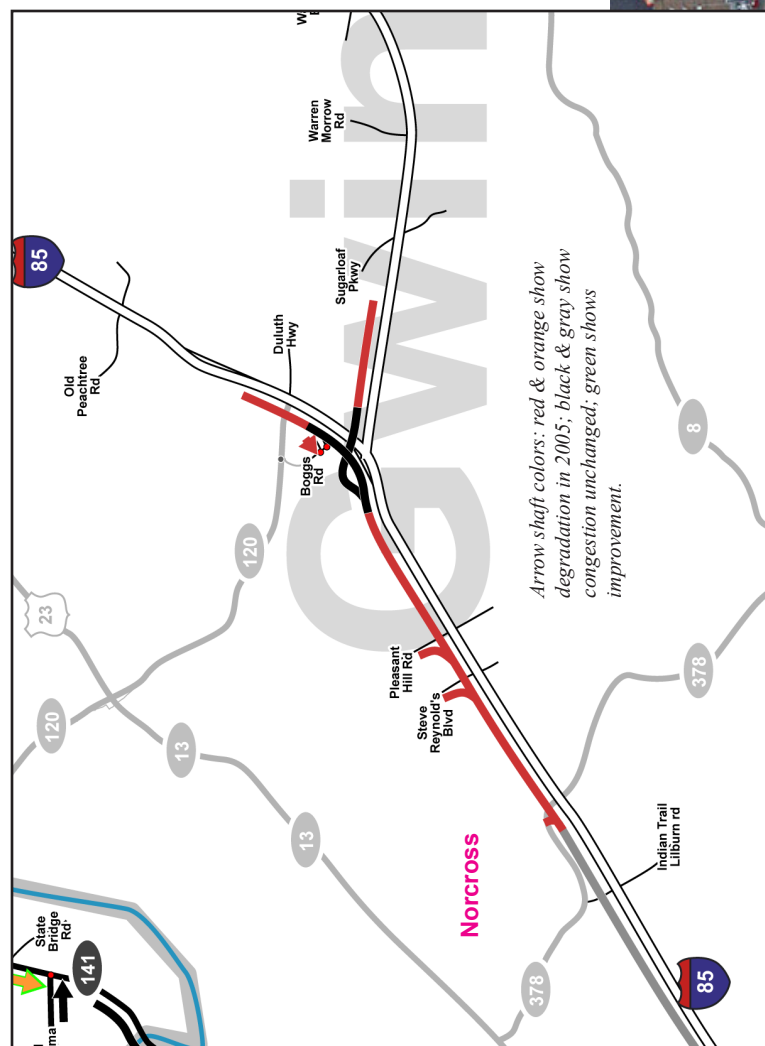 Warren
Morrow
Rd
85
Sugarloaf
Pkwy
Old
Peachtree
Rd
Duluth
Hwy
Gwin
Boggs
Rd
Arrow shaft colors: red & orange show
degradation in 2005; black & gray show
congestion unchanged; green shows
improvement.
8
120
23
Pleasant
Hill Rd
378
Steve
Reynold's
Blvd
120
13
13
Norcross
Indian Trail
Lilburn rd
State
Bridge
Rd
141
378
85
ma